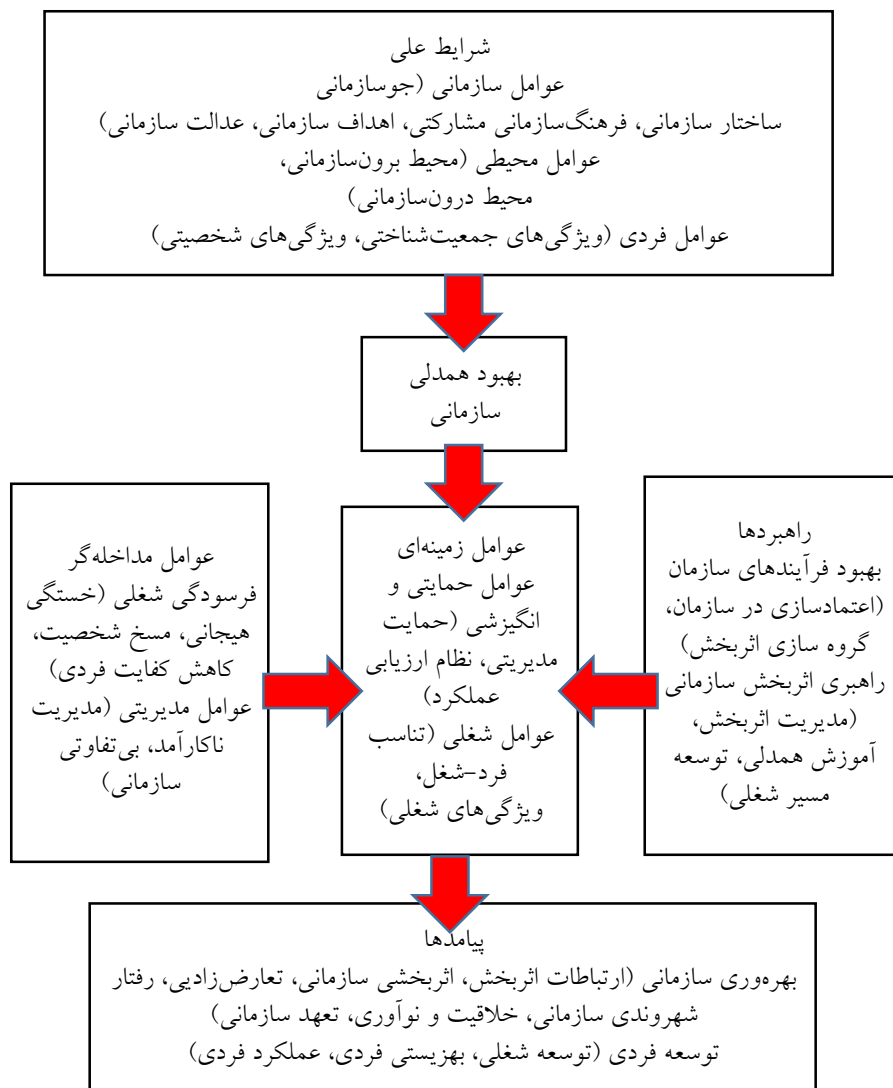 شرایط علی
عوامل سازمانی (جوسازمانی
ساختار سازمانی، فرهنگ‌سازمانی مشارکتی، اهداف سازمانی، عدالت سازمانی)
عوامل محیطی (محیط برون‌سازمانی،
محیط درون‌سازمانی)
عوامل فردی (ویژگی‌های جمعیت‌شناختی، ویژگی‌های شخصیتی)
بهبود همدلی
سازمانی
راهبردها
بهبود فرآیندهای سازمان
(اعتمادسازی در سازمان،
گروه سازی اثربخش)
راهبری اثربخش سازمانی
(مدیریت اثربخش،
آموزش همدلی، توسعه
مسیر شغلی)
عوامل زمینه‌ای
عوامل حمایتی و
انگیزشی (حمایت
مدیریتی، نظام ارزیابی
عملکرد)
عوامل شغلی (تناسب
فرد-شغل،
ویژگی‌های شغلی)
عوامل مداخله‌گر
فرسودگی شغلی (خستگی
هیجانی، مسخ شخصیت،
کاهش کفایت فردی)
عوامل مدیریتی (مدیریت
ناکارآمد، بی‌تفاوتی
سازمانی)
پیامدها
بهره‌وری سازمانی (ارتباطات اثربخش، اثربخشی سازمانی، تعارض‌زادیی، رفتار
شهروندی سازمانی، خلاقیت و نوآوری، تعهد سازمانی)
توسعه فردی (توسعه شغلی، بهزیستی فردی، عملکرد فردی)